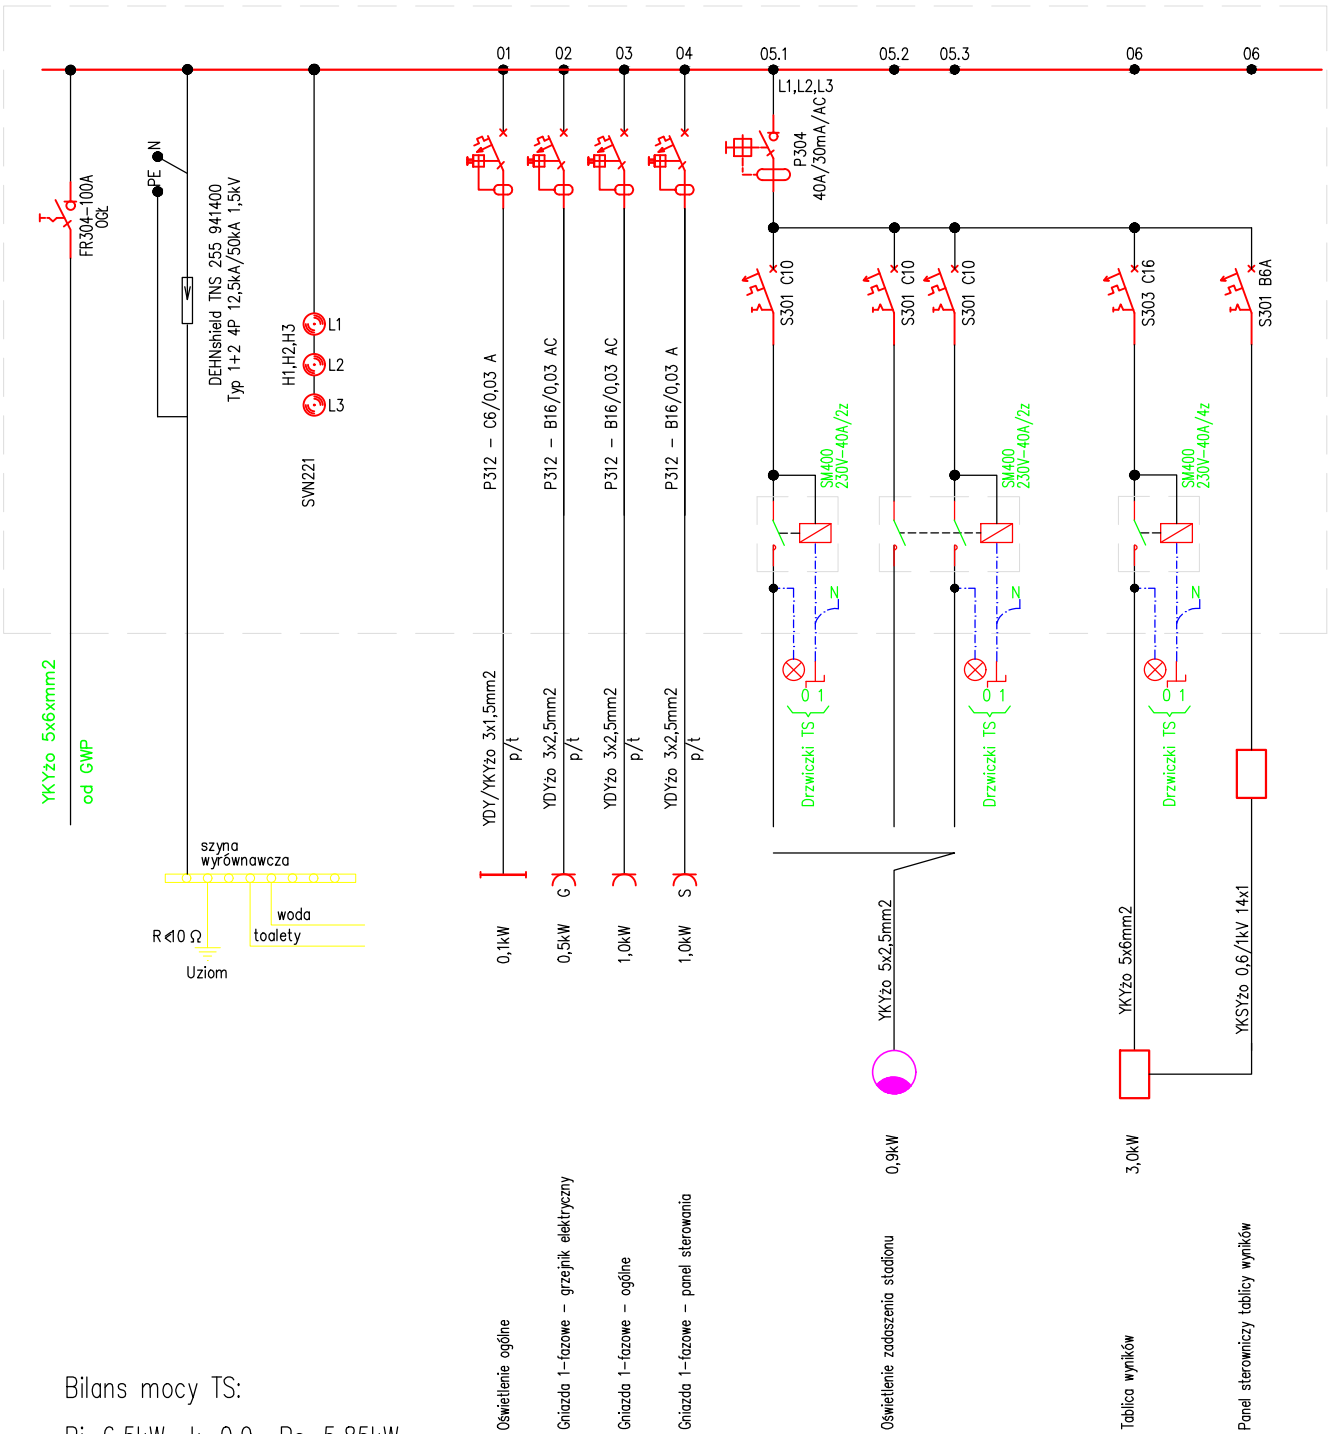 01
02
03
04
05.1
05.2
05.3
06
06
L1,L2,L3
P304
40A/30mA/AC
N
PE
FR304-100A
0GŁ
DEHNshield TNS 255 941400
Typ 1+2 4P 12,5kA/50kA 1,5kV
H1,H2,H3
L1
L2
L3
SVN221
P312 - C6/0,03 A
P312 - B16/0,03 AC
P312 - B16/0,03 AC
P312 - B16/0,03 A
S301 C10
S301 C10
S301 C10
S303 C16
S301 B6A
SM400
230V-40A/2z
SM400
230V-40A/2z
SM400
230V-40A/4z
N
N
N
0 1
0 1
0 1
Drzwiczki TS
Drzwiczki TS
Drzwiczki TS
YKYżo 5x6xmm2
od GWP
YDY/YKYżo 3x1,5mm2
p/t
YDYżo 3x2,5mm2
p/t
YDYżo 3x2,5mm2
p/t
YDYżo 3x2,5mm2
p/t
szyna
wyrównawcza
woda
toalety
R≤10 Ω
Uziom
G
S
0,1kW
0,5kW
1,0kW
1,0kW
YKYżo 5x2,5mm2
YKYżo 5x6mm2
YKSYżo 0,6/1kV 14x1
0,9kW
3,0kW
Oświetlenie ogólne
Gniazda 1-fazowe - grzejnik elektryczny
Gniazda 1-fazowe - ogólne
Gniazda 1-fazowe - panel sterowania
Oświetlenie zadaszenia stadionu
Tablica wyników
Panel sterowniczy tablicy wyników
Bilans mocy TS: